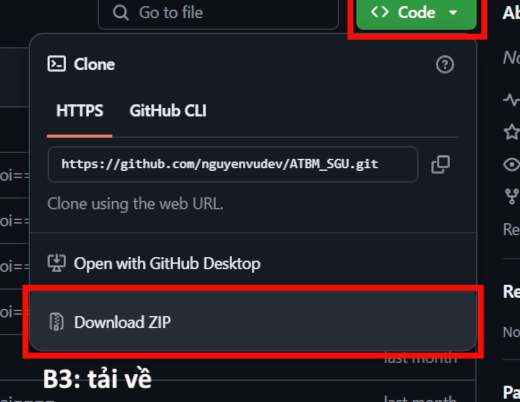 Go to file
Code
Ab
No
Clone
HTTPS GitHub CLI
https://github.com/nguyenvudev/ATBM_SGU.git
Clone using the web URL.
oi==
oi==
Re
Open with GitHub Desktop
oi==
Re
oi==
Download ZIP
No
last month
B3: tải về
Pa
last month